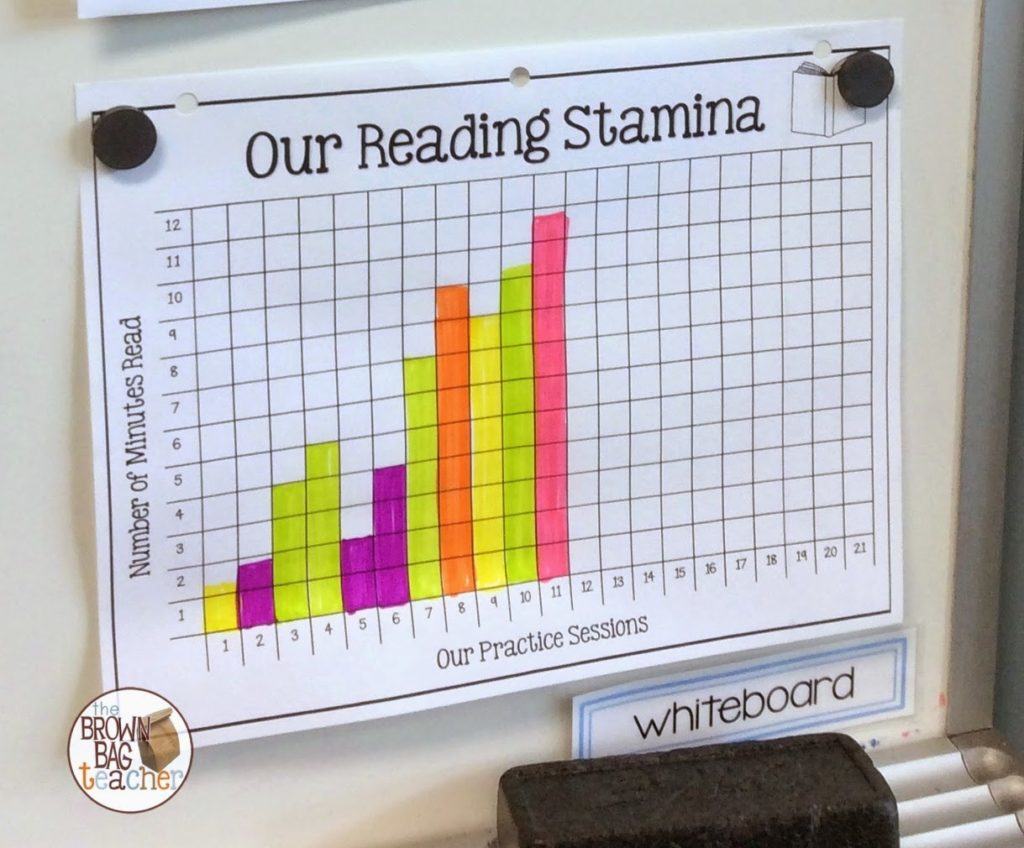 Our Reading Stamina
Number of Minutes Read
12
11
10
9
8
7
6
5
4
3
2
1
1 2 3 4 5 6 7 8 9 10 11 12 13 14 15 16 17 18 19 20 21
Our Practice Sessions
whiteboard
the
BROWN
BAG
teacher